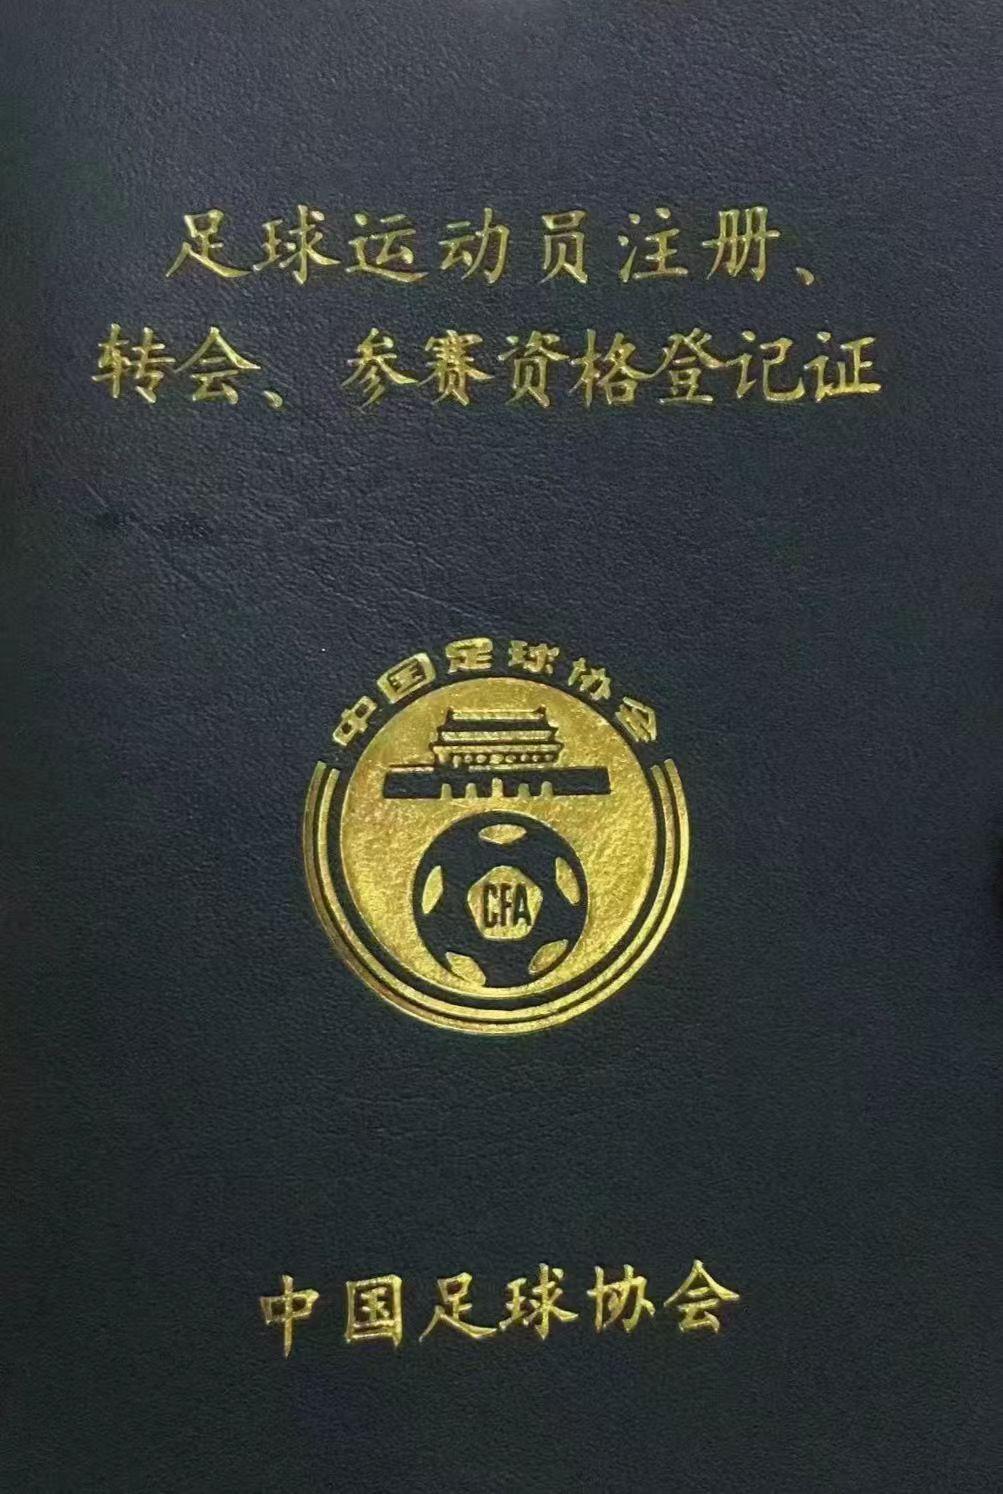 足球运动员注册、
转会、参赛资格登记证
中国足球协会
CFA
中国足球协会